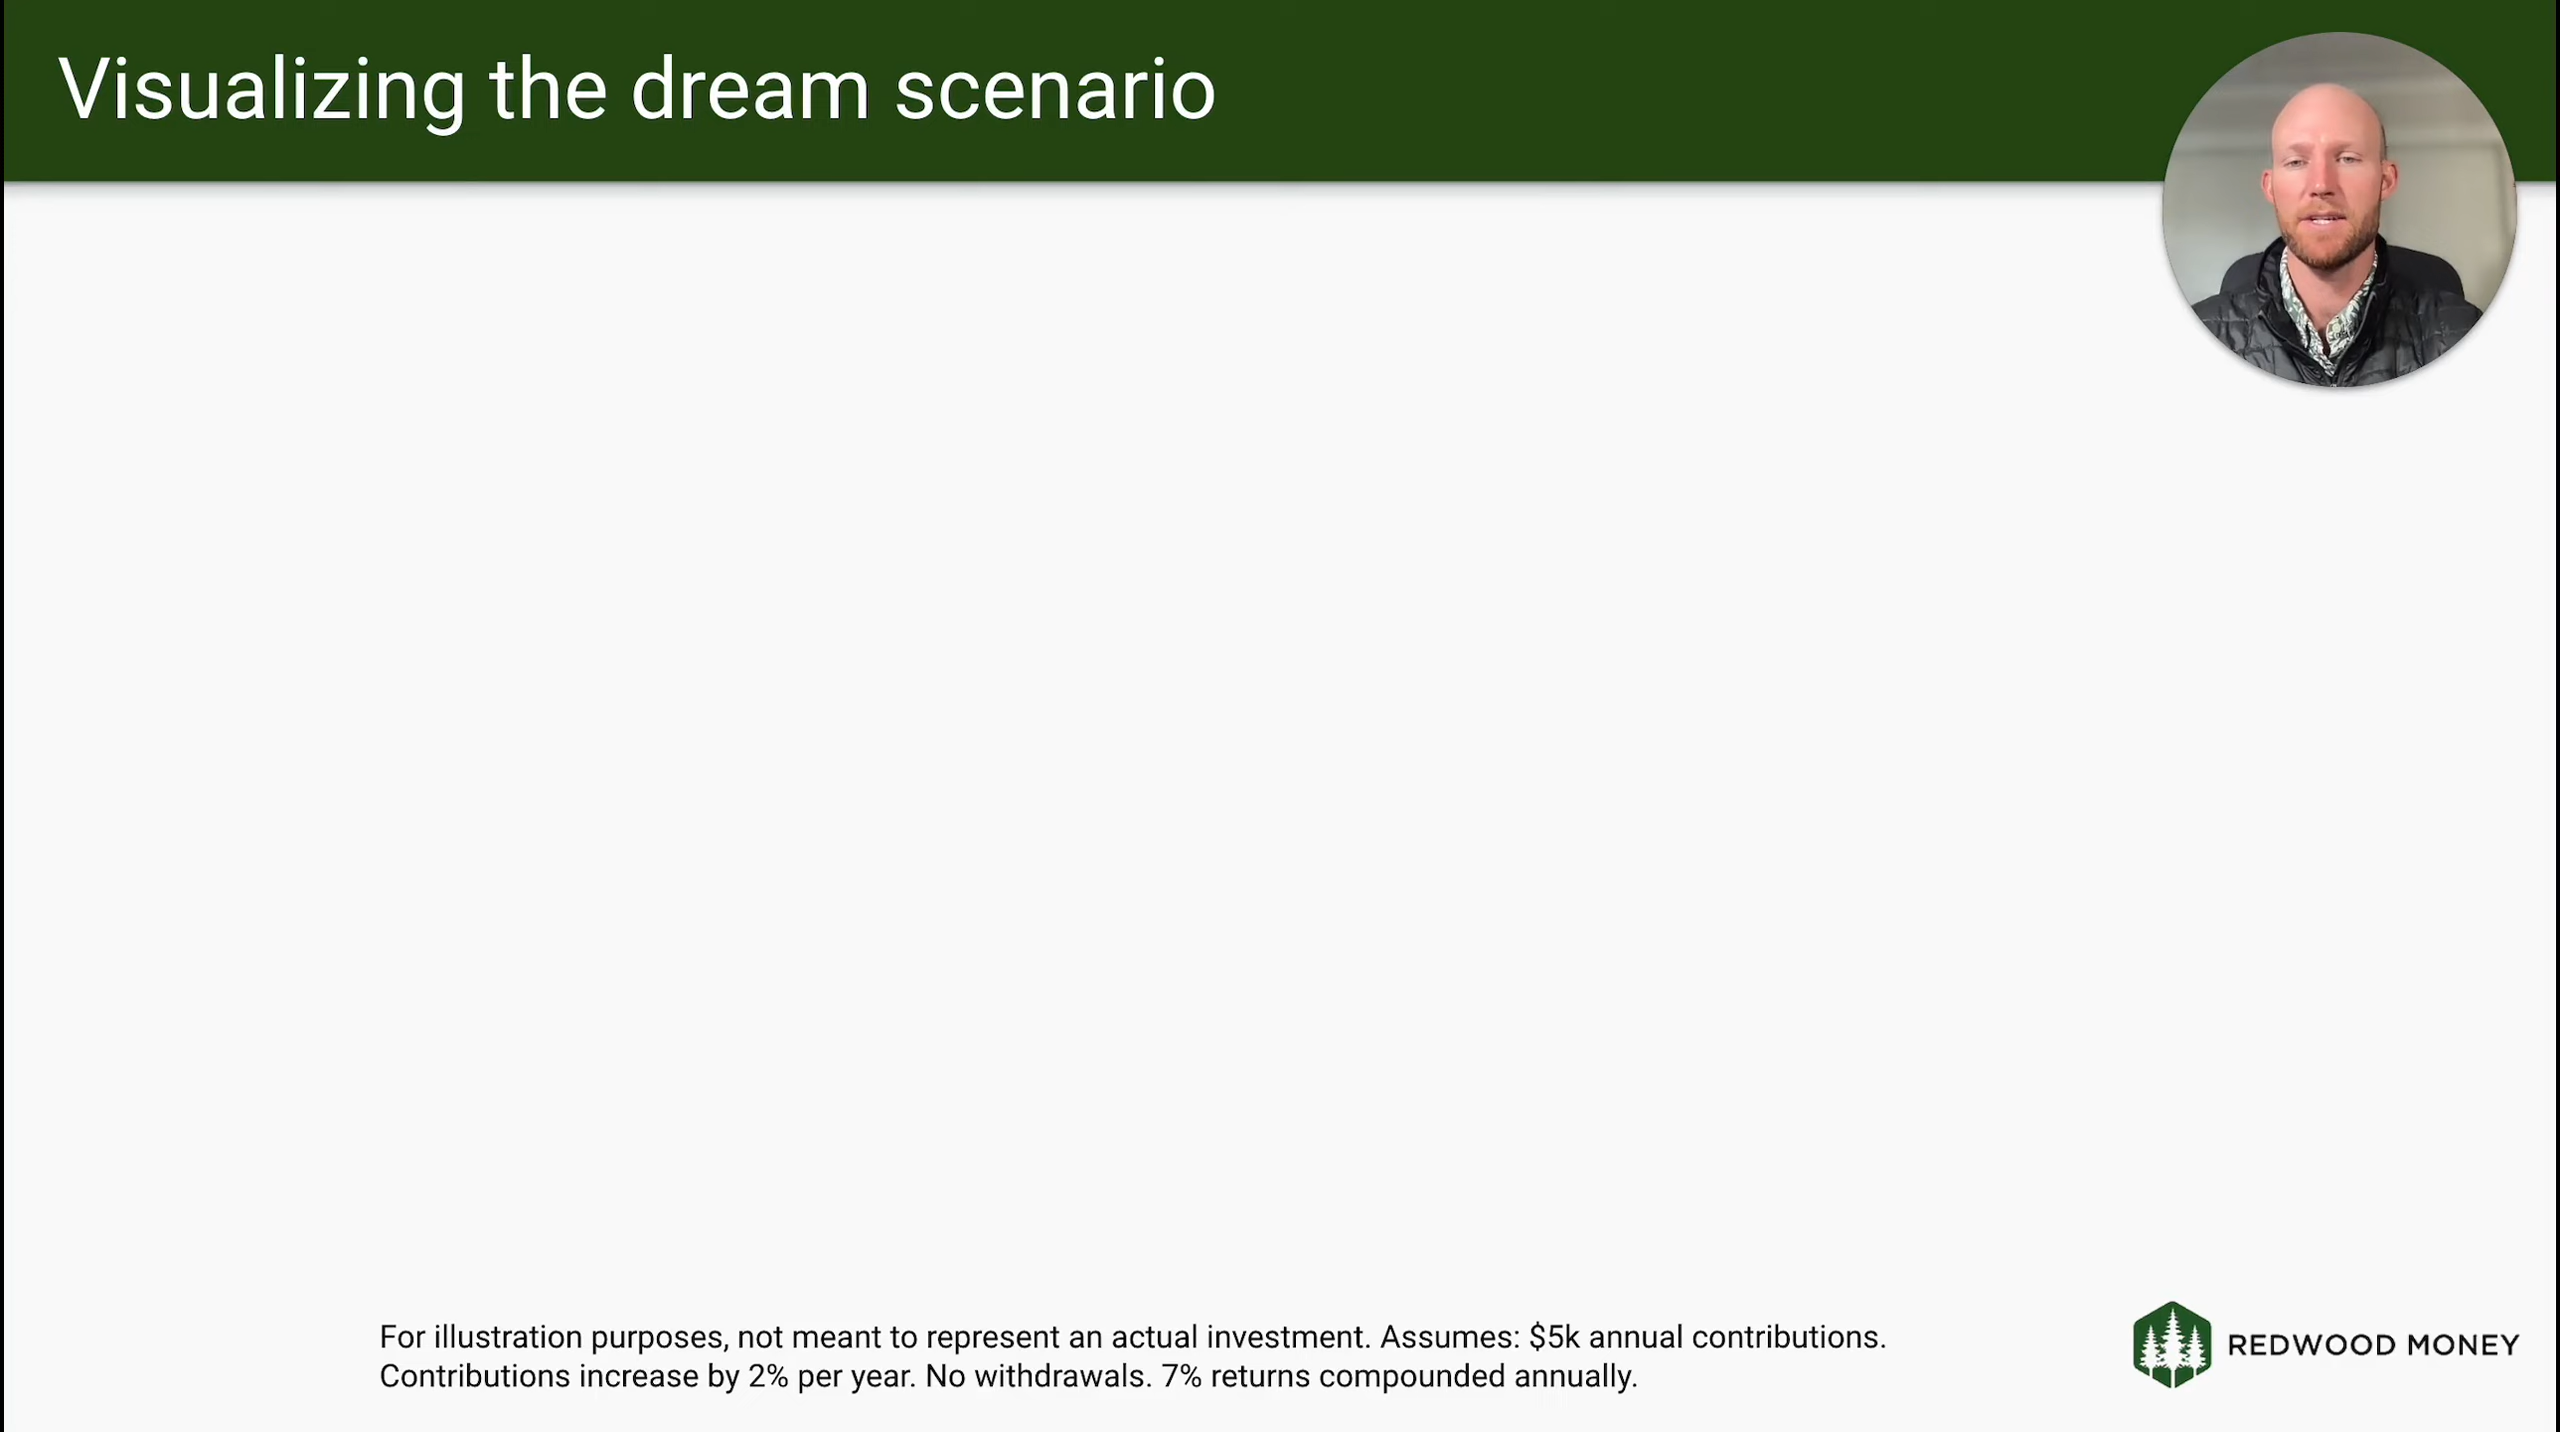 Visualizing the dream scenario
For illustration purposes, not meant to represent an actual investment. Assumes: $5k annual contributions.
Contributions increase by 2% per year. No withdrawals. 7% returns compounded annually.
REDWOOD MONEY